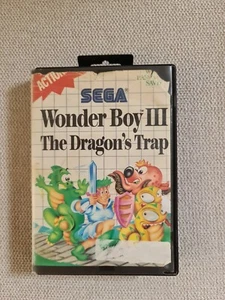 ACTION
SEGA
Wonder Boy III
The Dragon's Trap